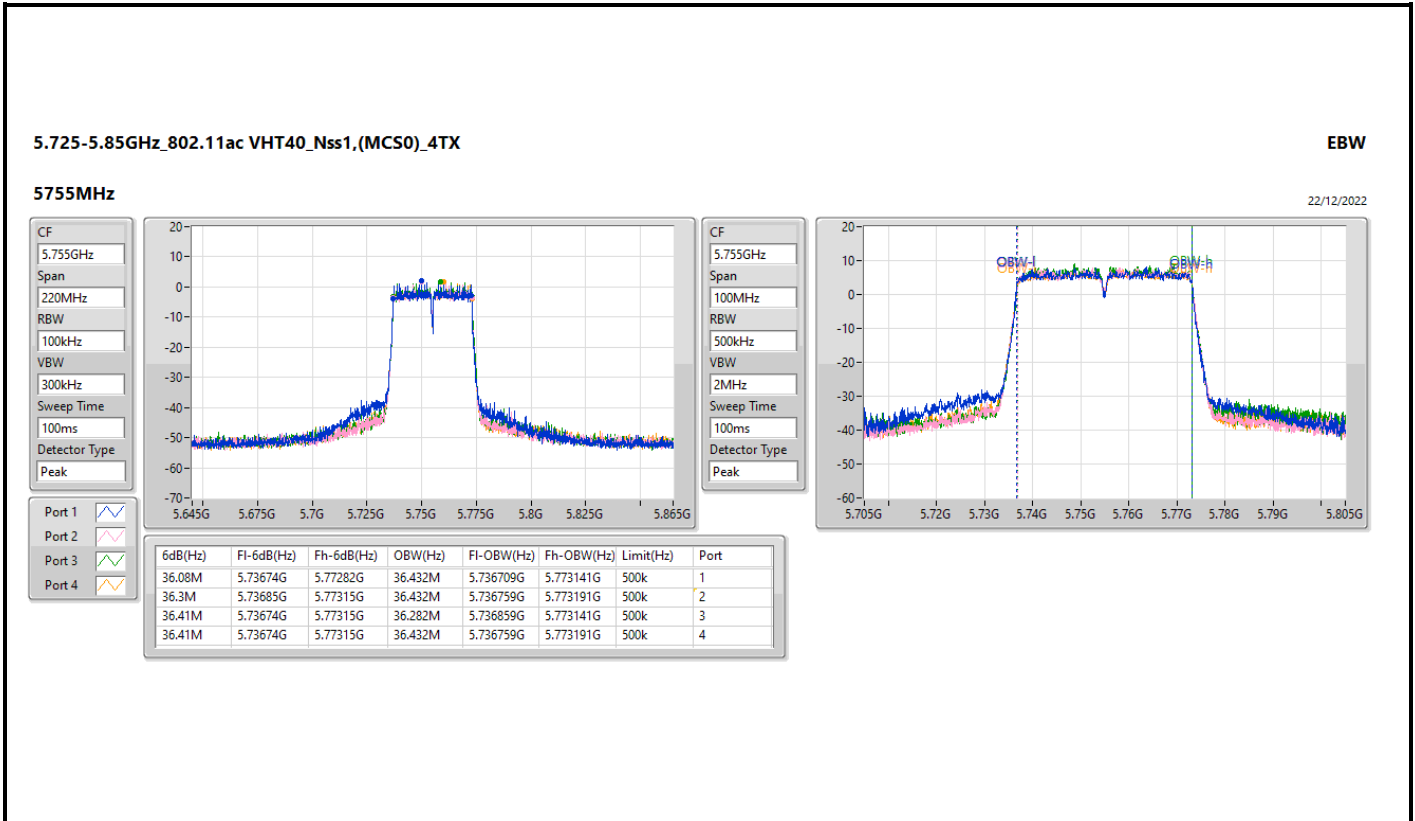 5.725-5.85GHz_802.11ac VHT40_Nss1,(MCS0)_4TX
EBW
5755MHz
22/12/2022
CF
5.755GHz
Span
220MHz
RBW
100kHz
VBW
300kHz
Sweep Time
100ms
Detector Type
Peak
20
10
0
-10
-20
-30
-40
-50
-60
-70
5.645G 5.675G 5.7G 5.725G 5.75G 5.775G 5.8G 5.825G 5.865G
CF
5.755GHz
Span
100MHz
RBW
500kHz
VBW
2MHz
Sweep Time
100ms
Detector Type
Peak
20
10
0
-10
-20
-30
-40
-50
-60
OBW-l
OBW-h
5.705G 5.72G 5.73G 5.74G 5.75G 5.76G 5.77G 5.78G 5.79G 5.805G
Port 1
Port 2
Port 3
Port 4
6dB(Hz) Fl-6dB(Hz) Fh-6dB(Hz) OBW(Hz) Fl-OBW(Hz) Fh-OBW(Hz) Limit(Hz) Port
36.08M 5.73674G 5.77282G 36.432M 5.736709G 5.773141G 500k 1
36.3M 5.73685G 5.77315G 36.432M 5.736759G 5.773191G 500k 2
36.41M 5.73674G 5.77315G 36.282M 5.736859G 5.773141G 500k 3
36.41M 5.73674G 5.77315G 36.432M 5.736759G 5.773191G 500k 4